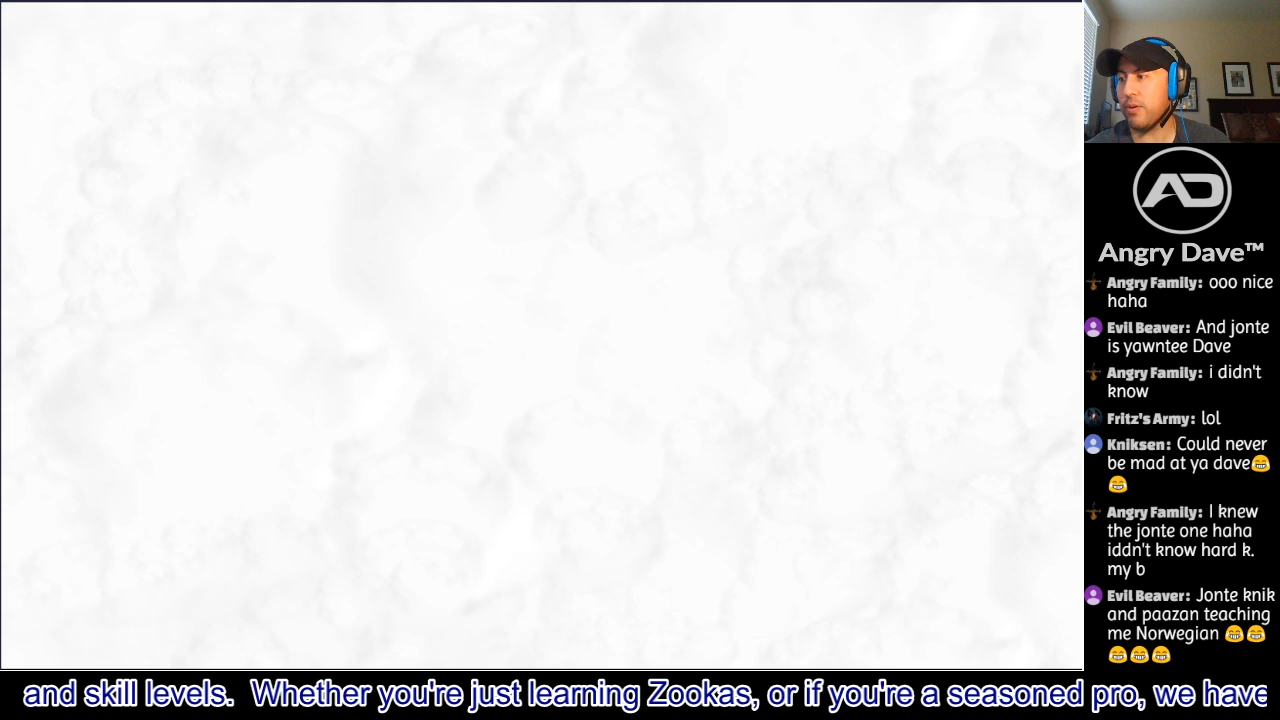 AD
Angry Dave™
Angry Family: ooo nice
haha
Evil Beaver: And jonte
is yawntee Dave
Angry Family: i didn't
know
Fritz's Army: lol
Kniksen: Could never
be mad at ya dave😁
😁
Angry Family: I knew
the jonte one haha
iddn't know hard k.
my b
Evil Beaver: Jonte knik
and paazan teaching
me Norwegian 😁😁
😁😁😁
and skill levels. Whether you're just learning Zookas, or if you're a seasoned pro, we have